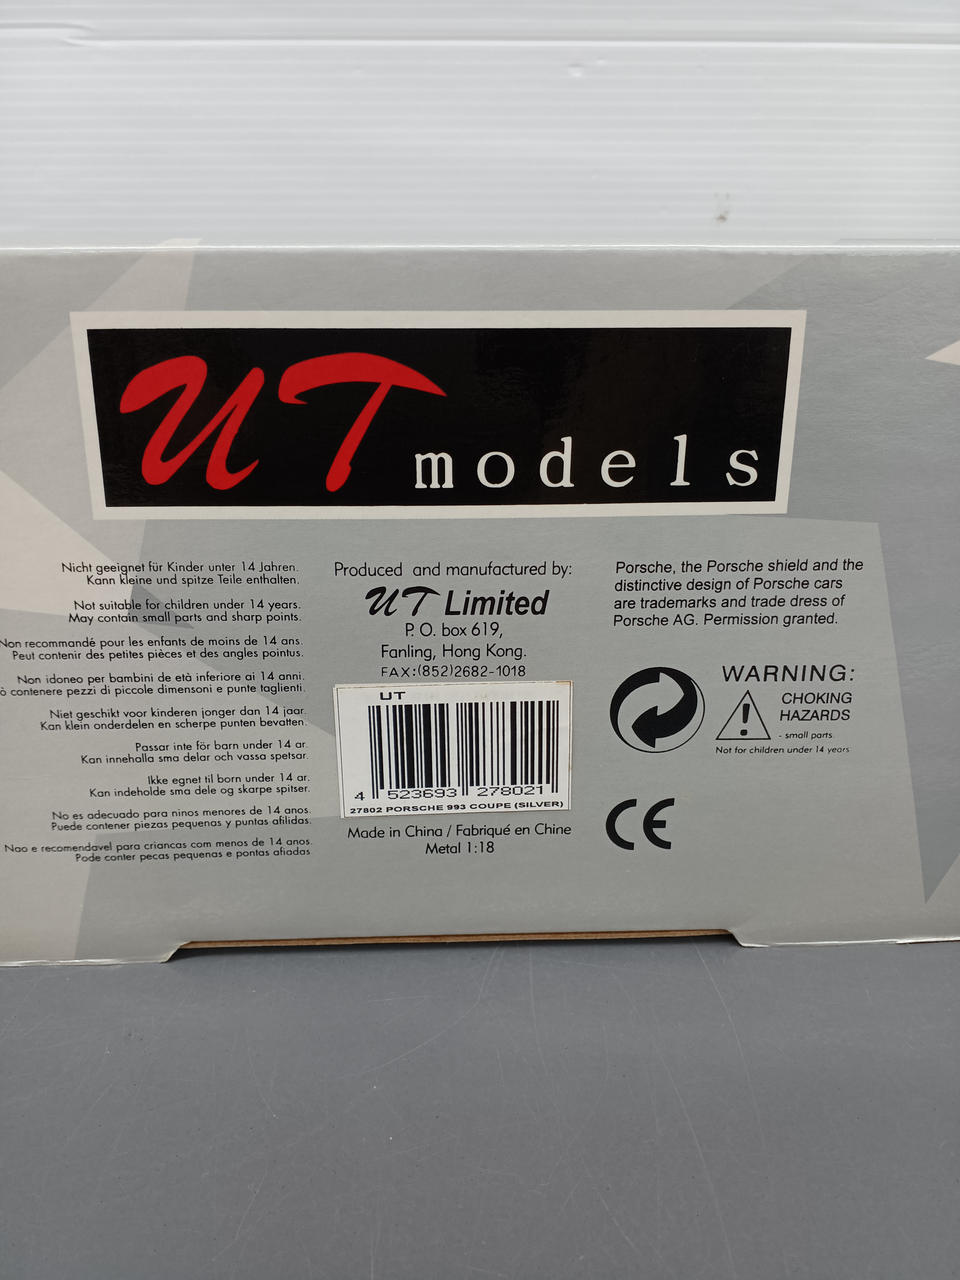 UT models
Nicht geeignet für Kinder unter 14 Jahren.
Kann kleine und spitze Teile enthalten.
Not suitable for children under 14 years.
May contain small parts and sharp points.
Non recommandé pour les enfants de moins de 14 ans.
Peut contenir des petites pièces et des angles pointus.
Non idoneo per bambini de età inferiore ai 14 anni.
ò contenere pezzi di piccole dimensoni e punte taglienti.
Niet geschikt voor kinderen jonger dan 14 jaar.
Kan klein onderdelen en scherpe punten bevatten.
Passar inte för barn under 14 ar.
Kan innehalla sma delar och vassa spetsar.
Ikke egnet til born under 14 ar.
Kan indeholde sma dele og skarpe spitser.
No es adecuado para ninos menores de 14 anos.
Puede contener piezas pequenas y puntas afilidas.
Nao e recomendavel para criancas com menos de 14 anos.
Pode conter pecas pequenas e pontas afiadas
Produced and manufactured by:
UT Limited
P. O. box 619,
Fanling, Hong Kong.
FAX:(852)2682-1018
UT
4 523693 278021
27802 PORSCHE 993 COUPE (SILVER)
Made in China / Fabriqué en Chine
Metal 1:18
Porsche, the Porsche shield and the
distinctive design of Porsche cars
are trademarks and trade dress of
Porsche AG. Permission granted.
WARNING:
CHOKING
HAZARDS
- small parts.
Not for children under 14 years
CE